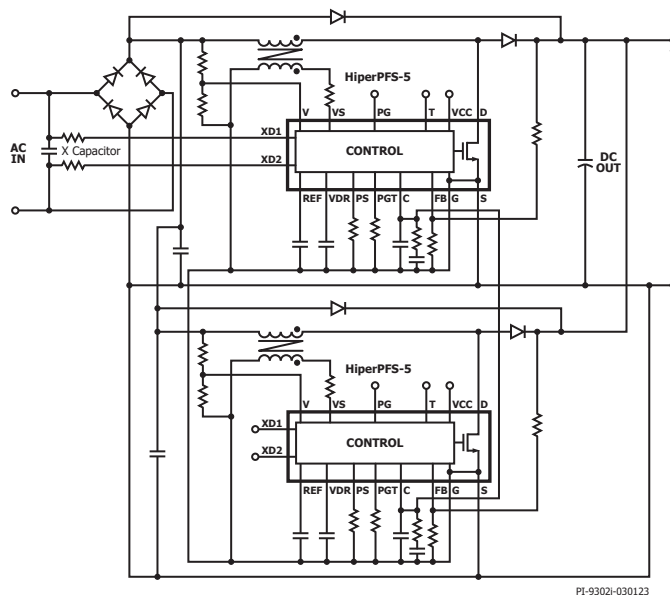 HiperPFS-5
V VS PG T VCC D
XD1
XD2
CONTROL
AC
IN
X Capacitor
DC
OUT
REF VDR PS PGT C FB G S
HiperPFS-5
V VS PG T VCC D
XD1
XD2
CONTROL
REF VDR PS PGT C FB G S
PI-9302i-030123